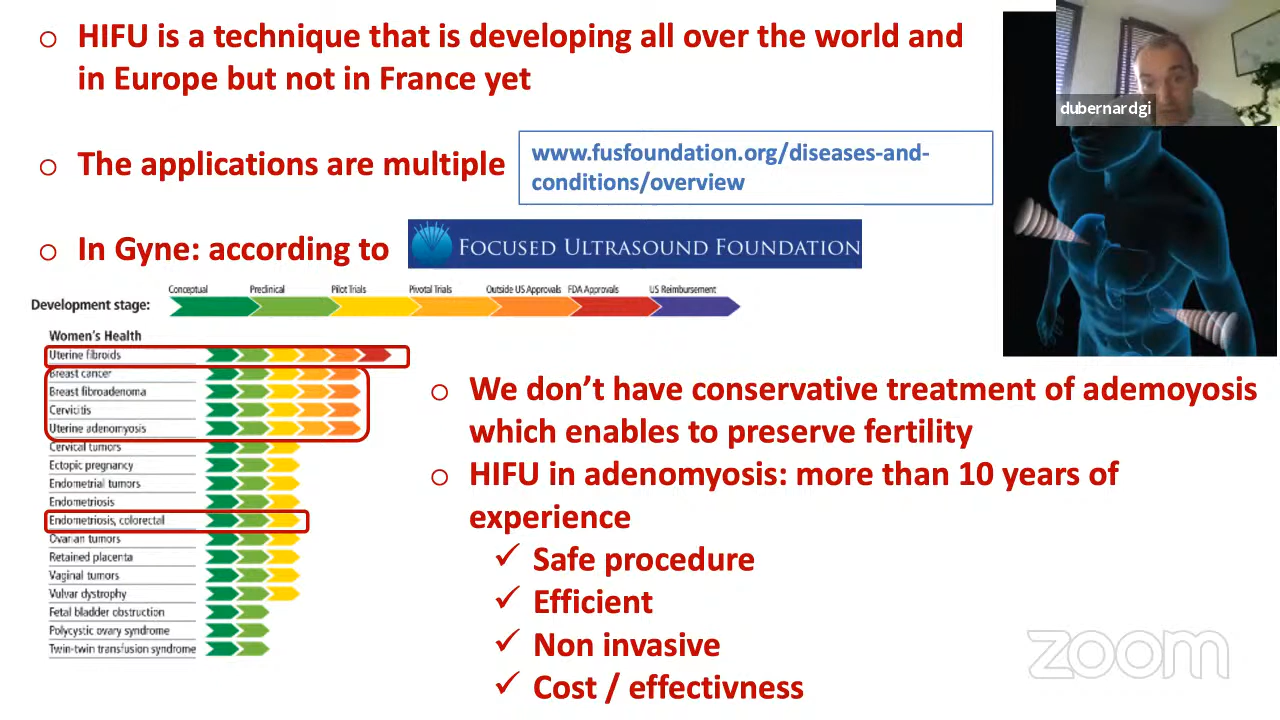 ○ HIFU is a technique that is developing all over the world and
in Europe but not in France yet
dubernardgi
○ The applications are multiple
www.fusfoundation.org/diseases-and-
conditions/overview
○ In Gyne: according to
FOCUSED ULTRASOUND FOUNDATION
Conceptual Preclinical Pilot Trials Pivotal Trials Outside US Approvals FDA Approvals US Reimbursement
Development stage:
Women's Health
Uterine fibroids
Breast cancer
Breast fibroadenoma
Cervicitis
Uterine adenomyosis
Cervical tumors
Ectopic pregnancy
Endometrial tumors
Endometriosis
Endometriosis, colorectal
Ovarian tumors
Retained placenta
Vaginal tumors
Vulvar dystrophy
Fetal bladder obstruction
Polycystic ovary syndrome
Twin-twin transfusion syndrome
○ We don't have conservative treatment of ademoyosis
which enables to preserve fertility
○ HIFU in adenomyosis: more than 10 years of
experience
✓ Safe procedure
✓ Efficient
✓ Non invasive
✓ Cost / effectivness
zoom